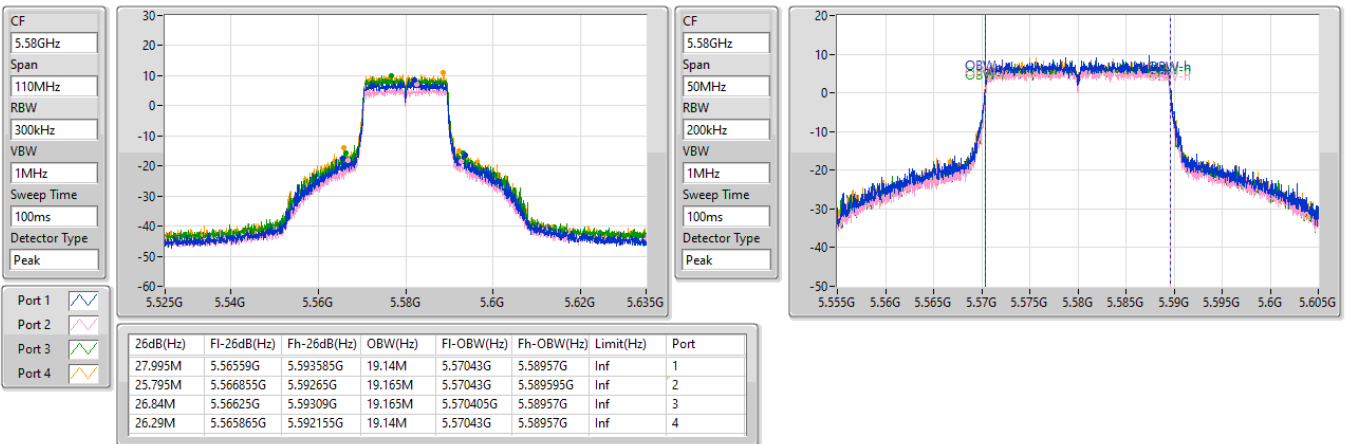 CF
5.58GHz
Span
110MHz
RBW
300kHz
VBW
1MHz
Sweep Time
100ms
Detector Type
Peak
30
20
10
0
-10
-20
-30
-40
-50
-60
5.525G 5.54G 5.56G 5.58G 5.6G 5.62G 5.635G
CF
5.58GHz
Span
50MHz
RBW
200kHz
VBW
1MHz
Sweep Time
100ms
Detector Type
Peak
20
10
0
-10
-20
-30
-40
-50
5.555G 5.56G 5.565G 5.57G 5.575G 5.58G 5.585G 5.59G 5.595G 5.6G 5.605G
Port 1
Port 2
Port 3
Port 4
26dB(Hz) Fl-26dB(Hz) Fh-26dB(Hz) OBW(Hz) Fl-OBW(Hz) Fh-OBW(Hz) Limit(Hz) Port
27.995M 5.56559G 5.593585G 19.14M 5.57043G 5.58957G Inf 1
25.795M 5.566855G 5.59265G 19.165M 5.57043G 5.589595G Inf 2
26.84M 5.56625G 5.59309G 19.165M 5.570405G 5.58957G Inf 3
26.29M 5.565865G 5.592155G 19.14M 5.57043G 5.58957G Inf 4